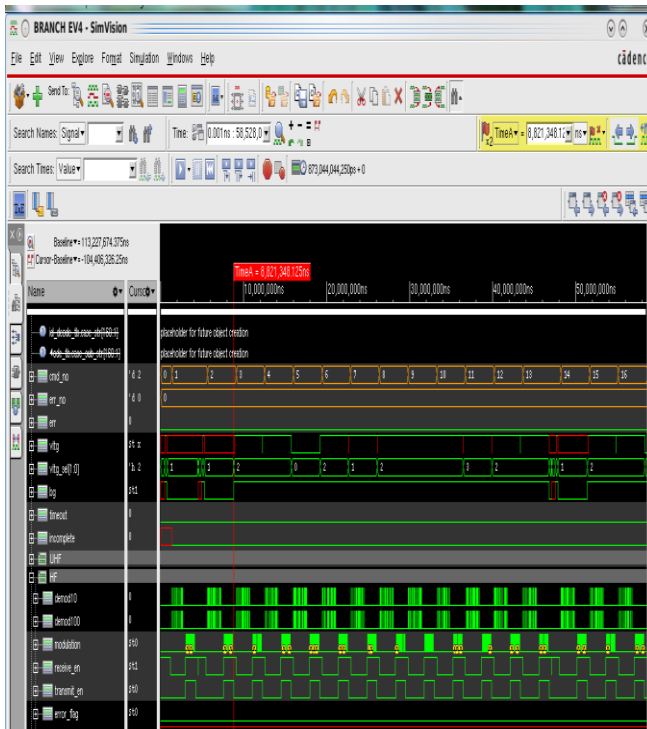 BRANCH EV4 - SimVision
File Edit View Explore Format Simulation Windows Help
cādenc
Send To:
Search Names: Signal
Time: 0.001ns : 58,528,0
TimeA = 8,821,348.12 ns
x2
Search Times: Value
873,044,044,250ps + 0
Baseline = 113,227,674.375ns
Cursor-Baseline = -104,406,326.25ns
TimeA = 8,821,348.125ns
Name Cursor
10,000,000ns 20,000,000ns 30,000,000ns 40,000,000ns 50,000,000ns
placeholder for future object creation
placeholder for future object creation
cmd_no 'd 2 0 1 2 3 4 5 6 7 8 9 10 11 12 13 14 15 16
err_no 'd 0 0
err 0
vltg St X
vltg_sel[1:0] 'h 2 1 1 2 0 2 1 2 0 2 1 2
bg St1
timeout 0
incomplete 0
UHF
HF
demod10 0
demod100 0
modulation St0
receive_en St1
transmit_en St0
error_flag St0